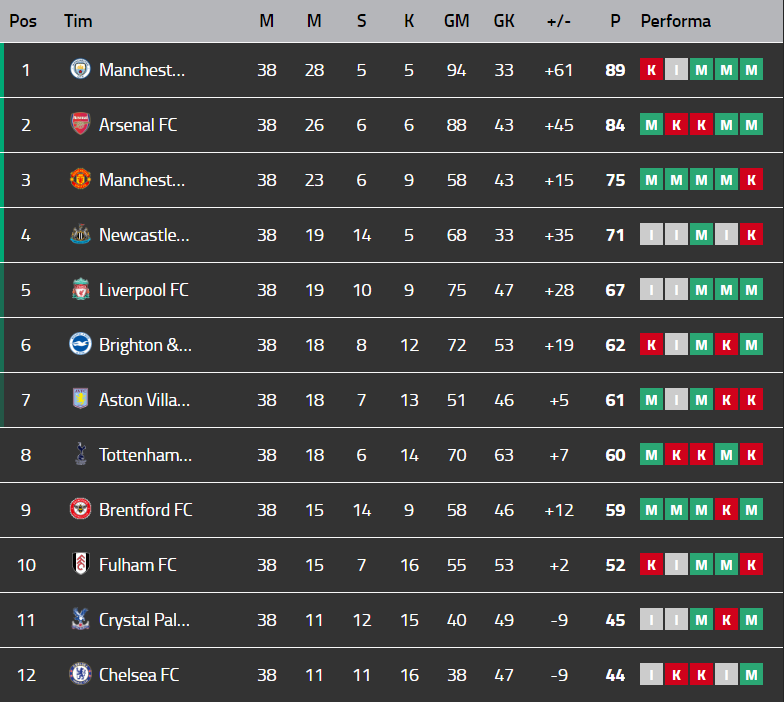 Pos Tim M M S K GM GK +/- P Performa
1 Manchest... 38 28 5 5 94 33 +61 89 K I M M M
2 Arsenal FC 38 26 6 6 88 43 +45 84 M K K M M
3 Manchest... 38 23 6 9 58 43 +15 75 M M M M K
4 Newcastle... 38 19 14 5 68 33 +35 71 I I M I K
5 Liverpool FC 38 19 10 9 75 47 +28 67 I I M M M
6 Brighton &... 38 18 8 12 72 53 +19 62 K I M K M
7 Aston Villa... 38 18 7 13 51 46 +5 61 M I M K K
8 Tottenham... 38 18 6 14 70 63 +7 60 M K K M K
9 Brentford FC 38 15 14 9 58 46 +12 59 M M M K M
10 Fulham FC 38 15 7 16 55 53 +2 52 K I M M K
11 Crystal Pal... 38 11 12 15 40 49 -9 45 I I M K M
12 Chelsea FC 38 11 11 16 38 47 -9 44 I K K I M